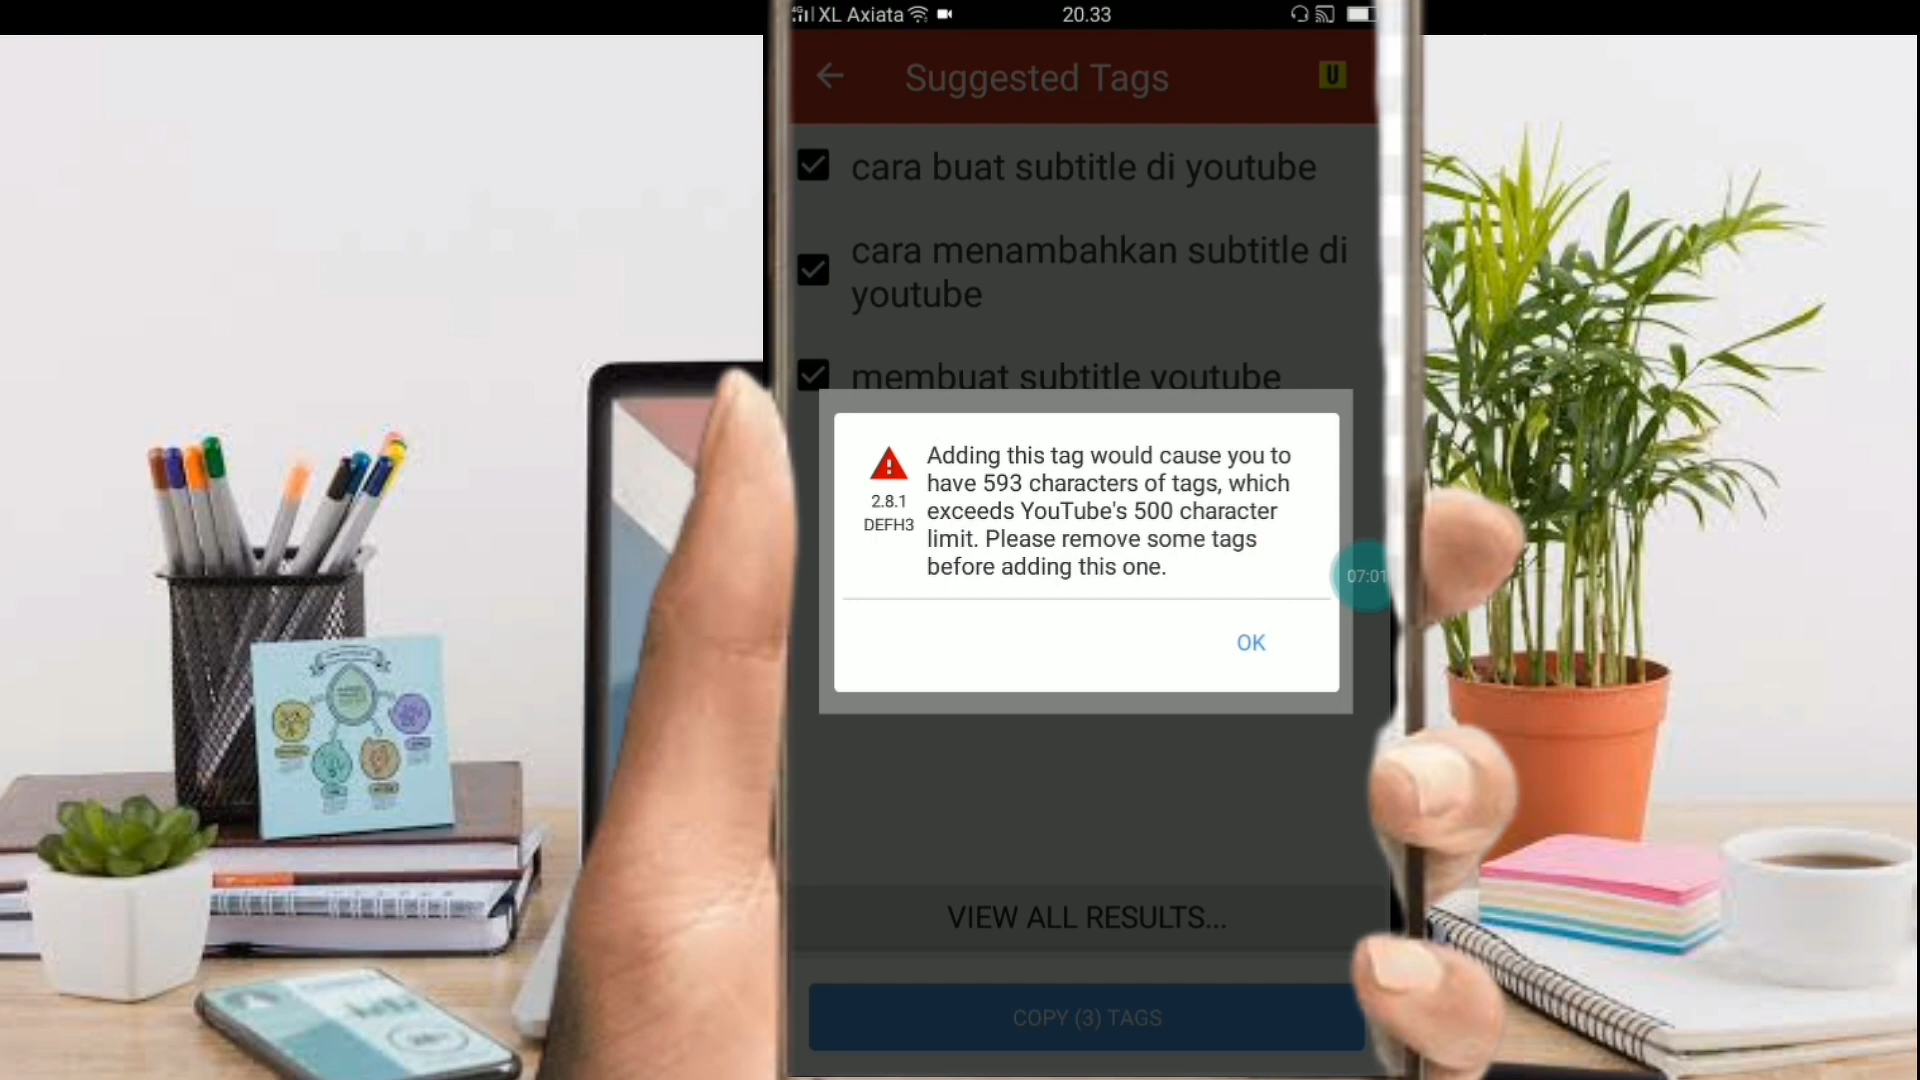 4G XL Axiata 20.33
Suggested Tags U
cara buat subtitle di youtube
cara menambahkan subtitle di
youtube
membuat subtitle youtube
Adding this tag would cause you to
have 593 characters of tags, which
exceeds YouTube's 500 character
limit. Please remove some tags
before adding this one.
2.8.1
DEFH3
07:01
OK
VIEW ALL RESULTS...
COPY (3) TAGS